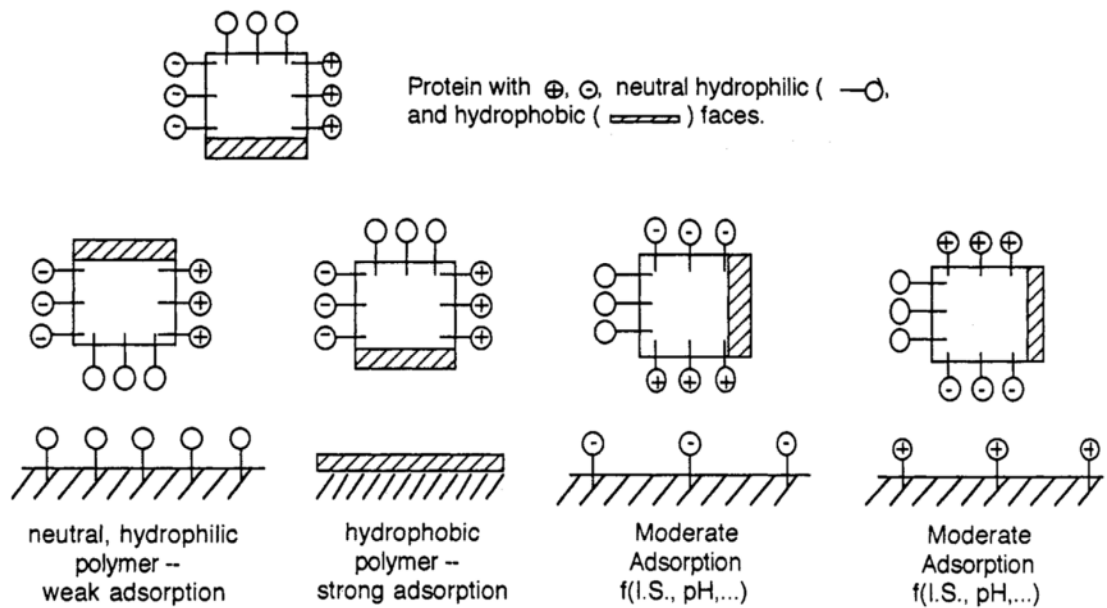 Protein with ⊕, ⊖, neutral hydrophilic ( —○,
and hydrophobic ( ▨ ) faces.
neutral, hydrophilic
polymer --
weak adsorption
hydrophobic
polymer --
strong adsorption
Moderate
Adsorption
f(I.S., pH,...)
Moderate
Adsorption
f(I.S., pH,...)